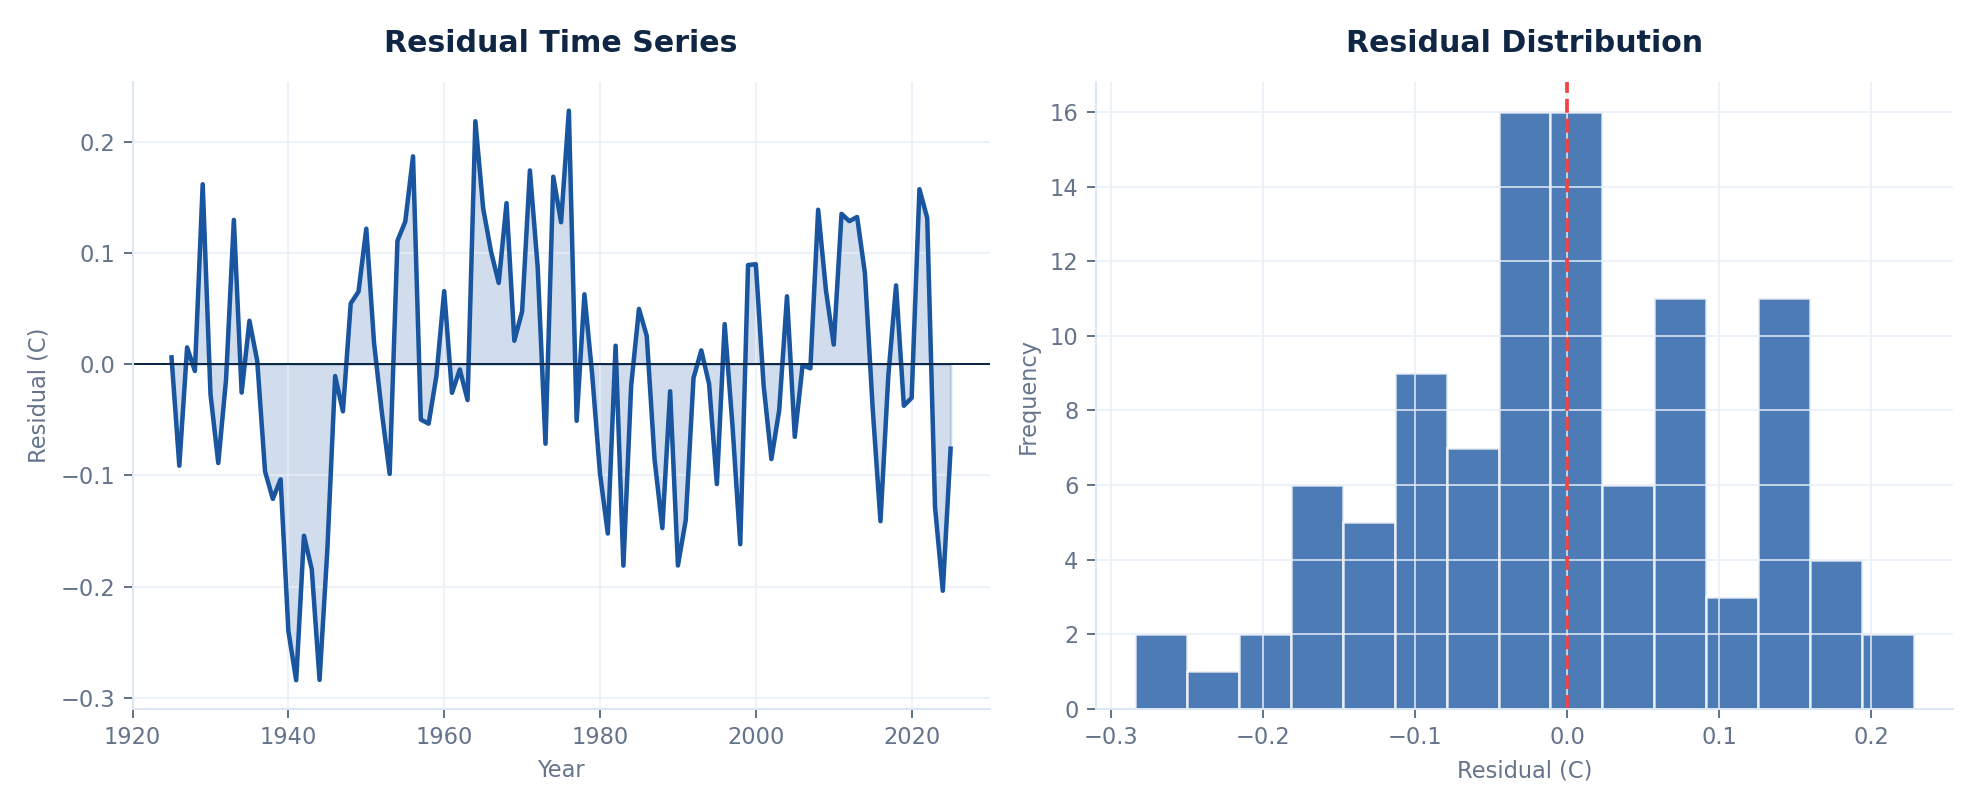 Residual Time Series
Residual (C)
0.2
0.1
0.0
−0.1
−0.2
−0.3
1920 1940 1960 1980 2000 2020
Year
Residual Distribution
Frequency
16
14
12
10
8
6
4
2
0
−0.3 −0.2 −0.1 0.0 0.1 0.2
Residual (C)